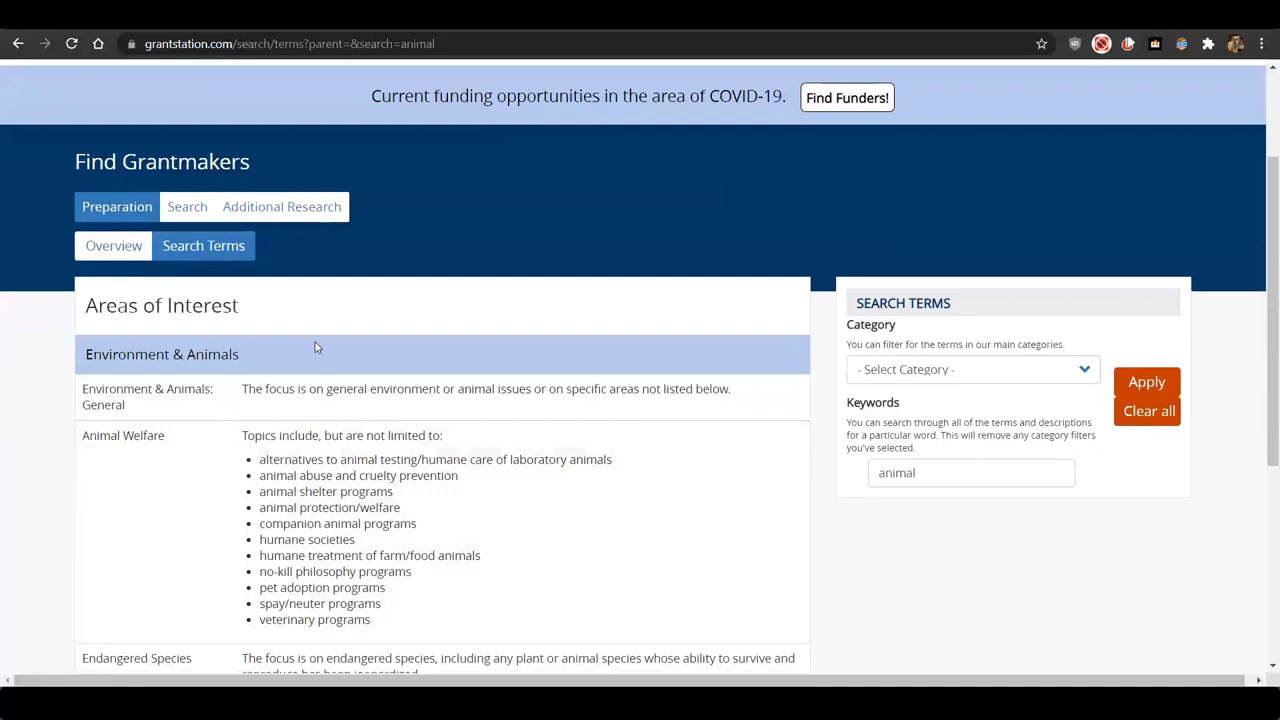 grantstation.com/search/terms?parent=&search=animal
Current funding opportunities in the area of COVID-19. Find Funders!
Find Grantmakers
Preparation Search Additional Research
Overview Search Terms
Areas of Interest
Environment & Animals
Environment & Animals: General
The focus is on general environment or animal issues or on specific areas not listed below.
Animal Welfare
Topics include, but are not limited to:
alternatives to animal testing/humane care of laboratory animals
animal abuse and cruelty prevention
animal shelter programs
animal protection/welfare
companion animal programs
humane societies
humane treatment of farm/food animals
no-kill philosophy programs
pet adoption programs
spay/neuter programs
veterinary programs
Endangered Species
The focus is on endangered species, including any plant or animal species whose ability to survive and
reproduce has been jeopardized.
SEARCH TERMS
Category
You can filter for the terms in our main categories.
- Select Category -
Keywords
You can search through all of the terms and descriptions
for a particular word. This will remove any category filters
you've selected.
animal
Apply
Clear all